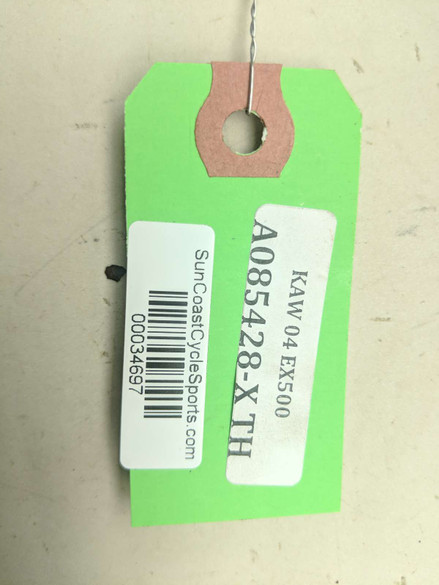 KAW 04 EX500
A085428-X TH
SunCoastCycleSports.com
00034697